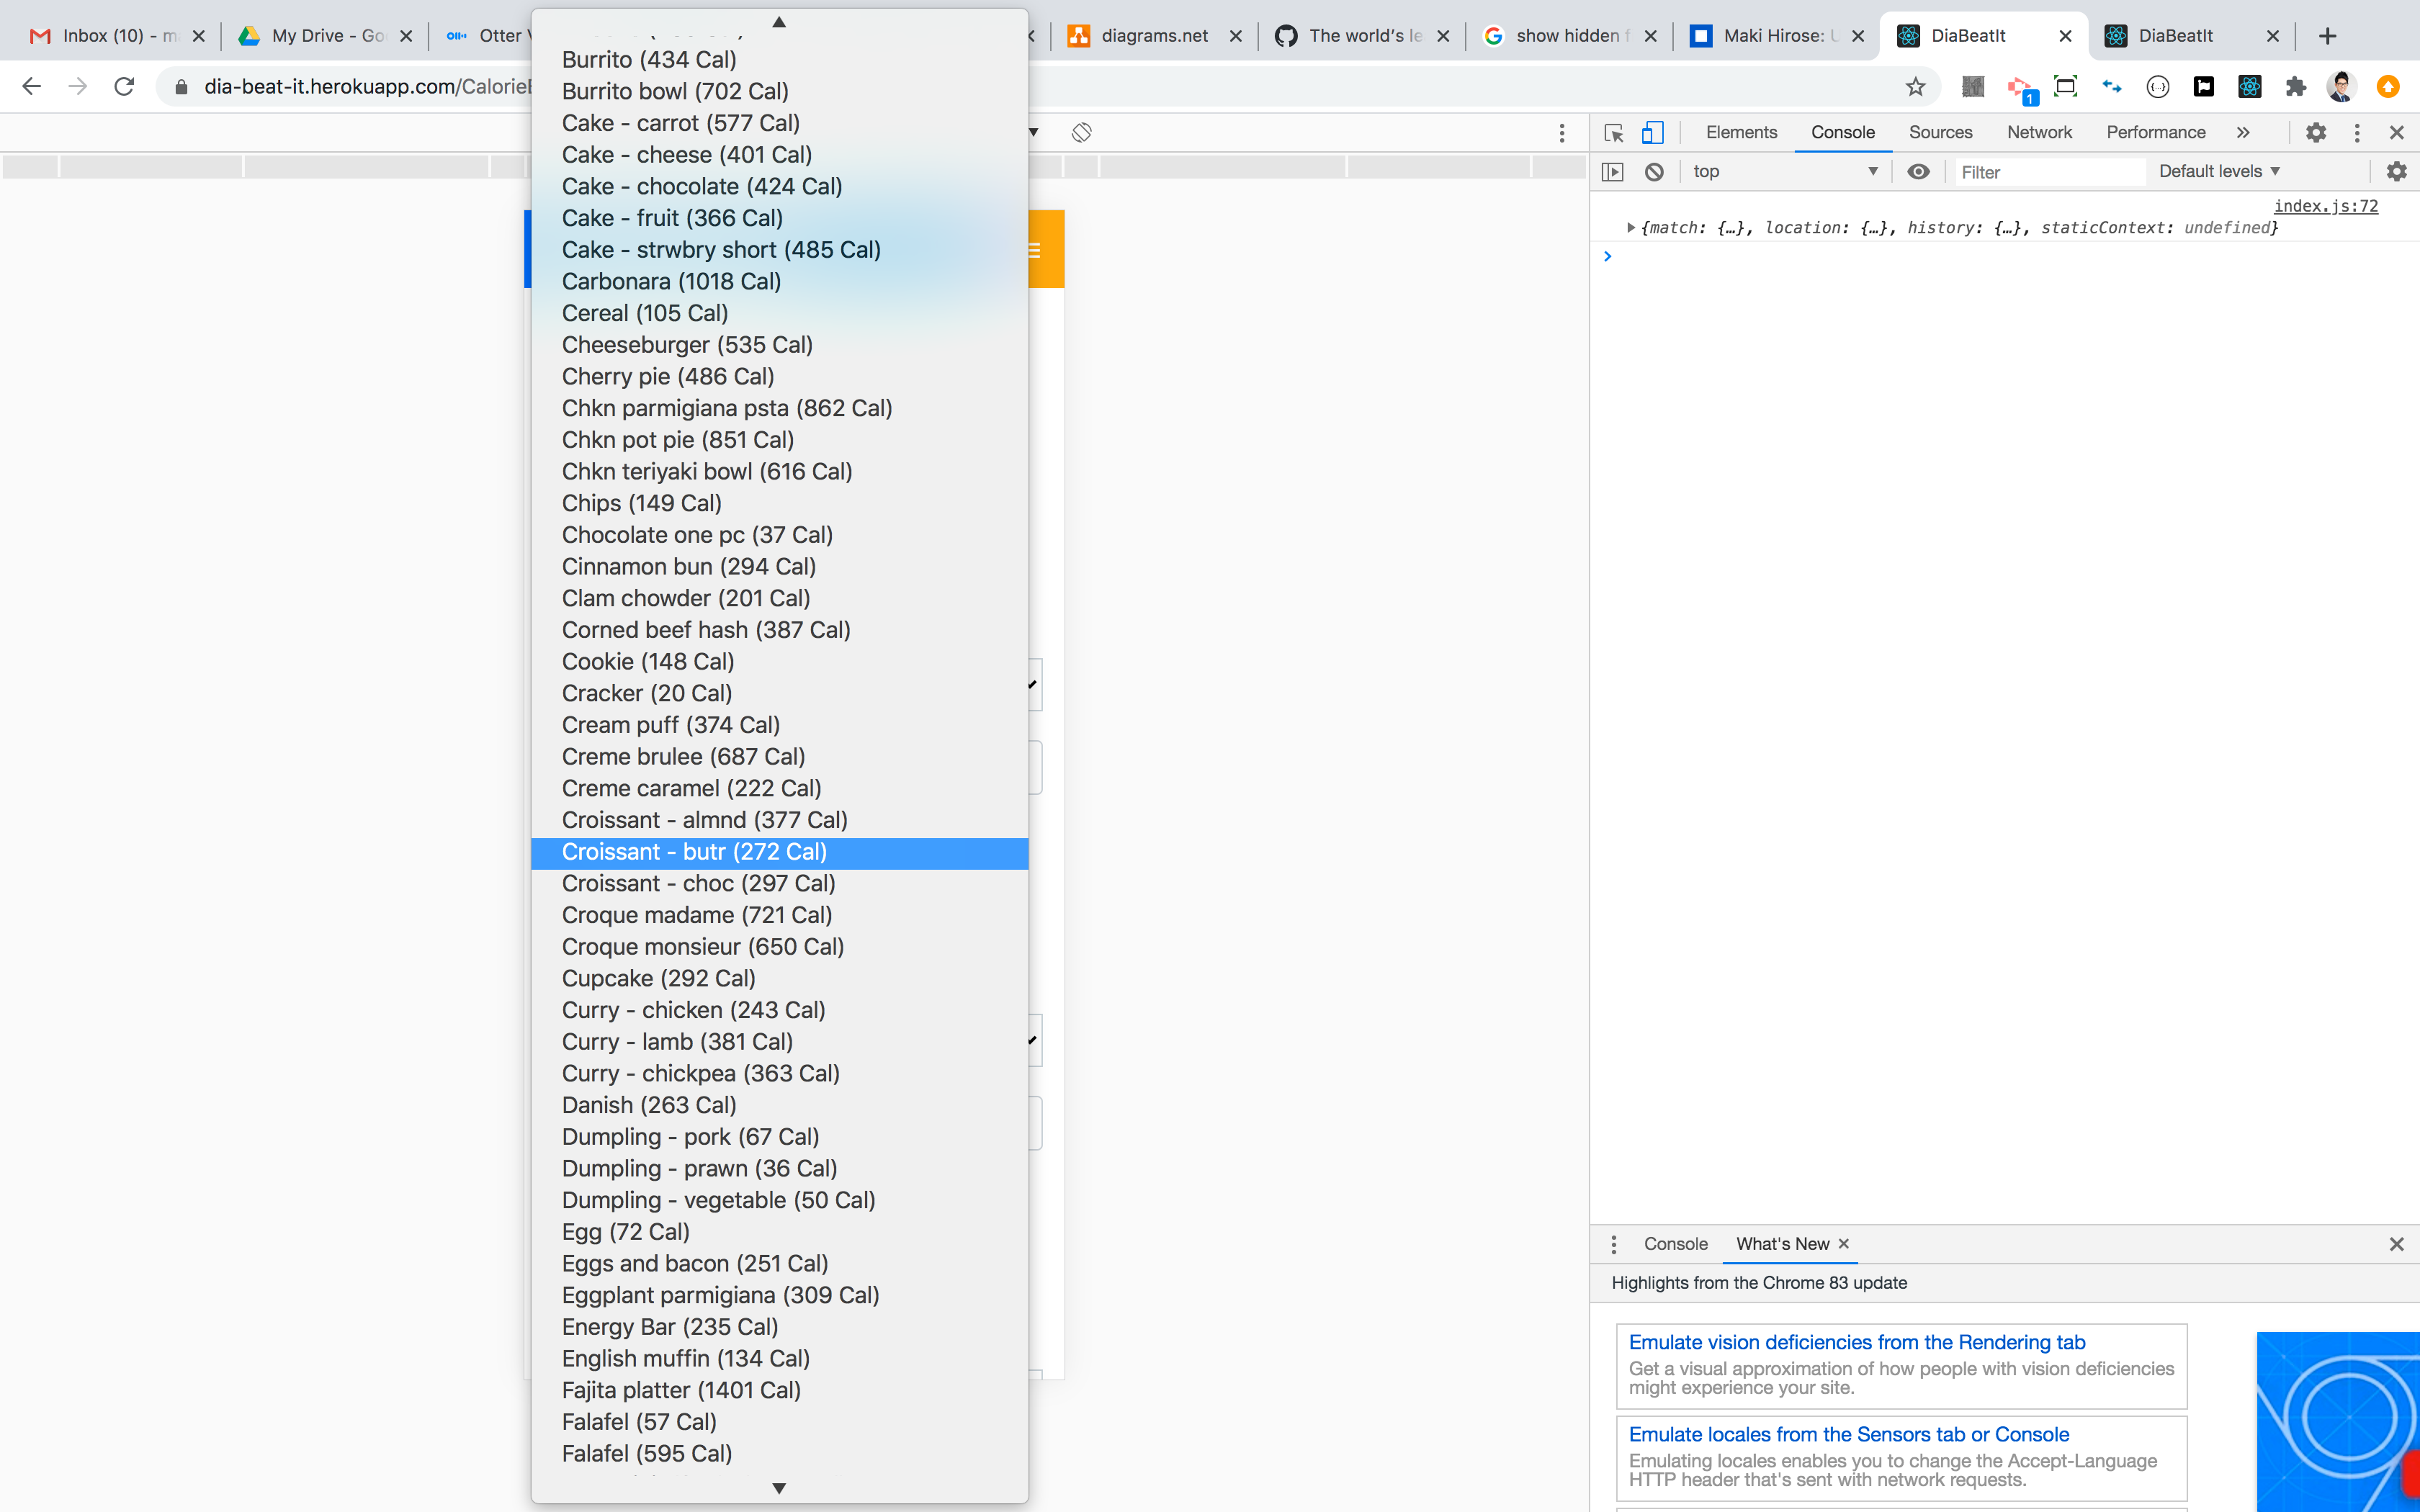 Inbox (10) - m
My Drive - Go
Otter
diagrams.net
The world's le
show hidden f
Maki Hirose: U
DiaBeatIt
DiaBeatIt
dia-beat-it.herokuapp.com/Calorie
1
Burrito (434 Cal)
Burrito bowl (702 Cal)
Cake - carrot (577 Cal)
Cake - cheese (401 Cal)
Cake - chocolate (424 Cal)
Cake - fruit (366 Cal)
Cake - strwbry short (485 Cal)
Carbonara (1018 Cal)
Cereal (105 Cal)
Cheeseburger (535 Cal)
Cherry pie (486 Cal)
Chkn parmigiana psta (862 Cal)
Chkn pot pie (851 Cal)
Chkn teriyaki bowl (616 Cal)
Chips (149 Cal)
Chocolate one pc (37 Cal)
Cinnamon bun (294 Cal)
Clam chowder (201 Cal)
Corned beef hash (387 Cal)
Cookie (148 Cal)
Cracker (20 Cal)
Cream puff (374 Cal)
Creme brulee (687 Cal)
Creme caramel (222 Cal)
Croissant - almnd (377 Cal)
Croissant - butr (272 Cal)
Croissant - choc (297 Cal)
Croque madame (721 Cal)
Croque monsieur (650 Cal)
Cupcake (292 Cal)
Curry - chicken (243 Cal)
Curry - lamb (381 Cal)
Curry - chickpea (363 Cal)
Danish (263 Cal)
Dumpling - pork (67 Cal)
Dumpling - prawn (36 Cal)
Dumpling - vegetable (50 Cal)
Egg (72 Cal)
Eggs and bacon (251 Cal)
Eggplant parmigiana (309 Cal)
Energy Bar (235 Cal)
English muffin (134 Cal)
Fajita platter (1401 Cal)
Falafel (57 Cal)
Falafel (595 Cal)
Elements Console Sources Network Performance
top Filter Default levels
index.js:72
{match: {…}, location: {…}, history: {…}, staticContext: undefined}
Console What's New
Highlights from the Chrome 83 update
Emulate vision deficiencies from the Rendering tab
Get a visual approximation of how people with vision deficiencies
might experience your site.
Emulate locales from the Sensors tab or Console
Emulating locales enables you to change the Accept-Language
HTTP header that's sent with network requests.